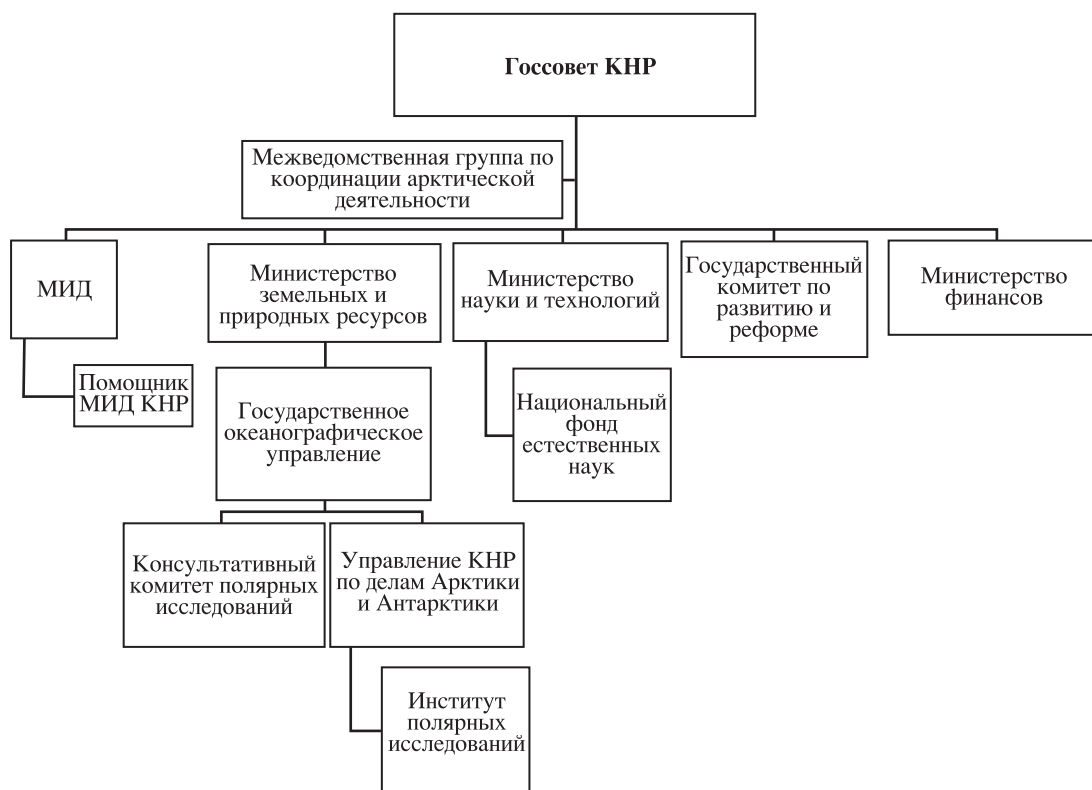 Госсовет КНР
Межведомственная группа по
координации арктической
деятельности
МИД
Министерство
земельных и
природных ресурсов
Министерство
науки и технологий
Государственный
комитет по
развитию и
реформе
Министерство
финансов
Помощник
МИД КНР
Государственное
океанографическое
управление
Национальный
фонд
естественных
наук
Консультативный
комитет полярных
исследований
Управление КНР
по делам Арктики
и Антарктики
Институт
полярных
исследований